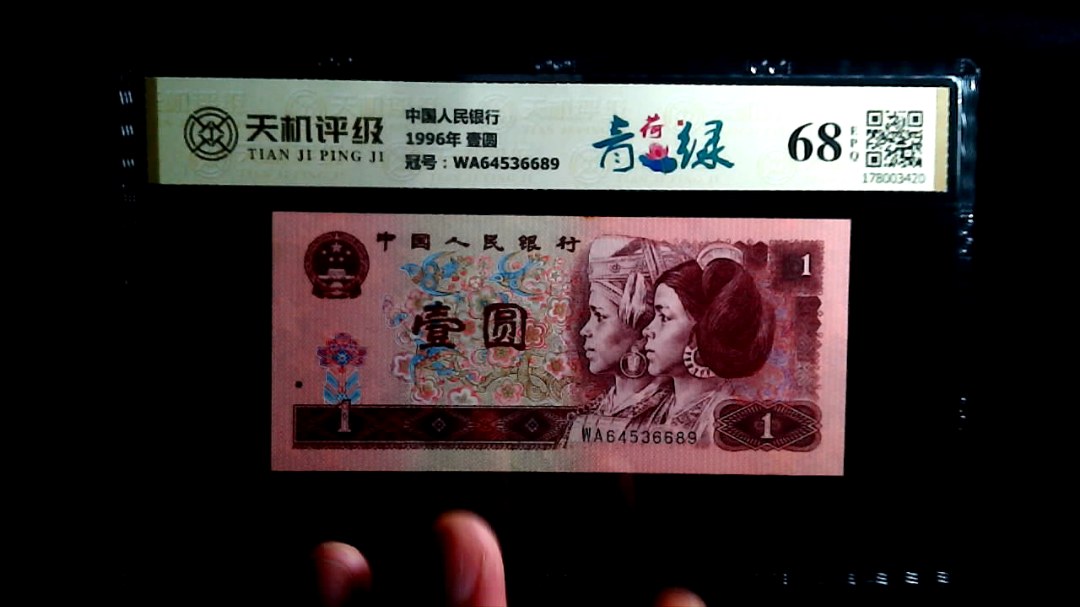 天机评级
TIAN JI PING JI
中国人民银行
1996年 壹圆
冠号：WA64536689
青荷绿
68
EPQ
178003420
中国人民银行
1
壹圆
1
WA64536689
1